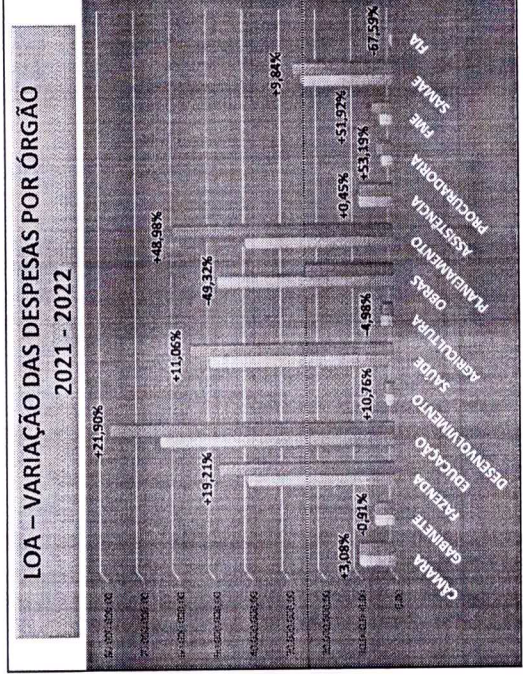 LOA – VARIAÇÃO DAS DESPESAS POR ÓRGÃO
2021 - 2022
+3,08%
-0,91%
+19,21%
+21,90%
+10,76%
+11,06%
-4,98%
-49,32%
+48,98%
+0,45%
+53,19%
+51,92%
+9,84%
-67,59%
0,00
CÂMARA
GABINETE
FAZENDA
EDUCAÇÃO
DESENVOLVIMENTO
SAÚDE
AGRICULTURA
OBRAS
PLANEJAMENTO
ASSISTÊNCIA
PROCURADORIA
FME
SAMAE
FIA